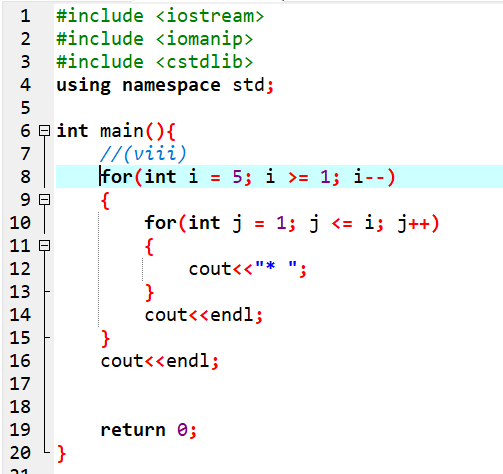 1 #include <iostream>
2 #include <iomanip>
3 #include <cstdlib>
4 using namespace std;
5
6 int main(){
7 //(viii)
8 for(int i = 5; i >= 1; i--)
9 {
10 for(int j = 1; j <= i; j++)
11 {
12 cout<<"* ";
13 }
14 cout<<endl;
15 }
16 cout<<endl;
17
18
19 return 0;
20 }